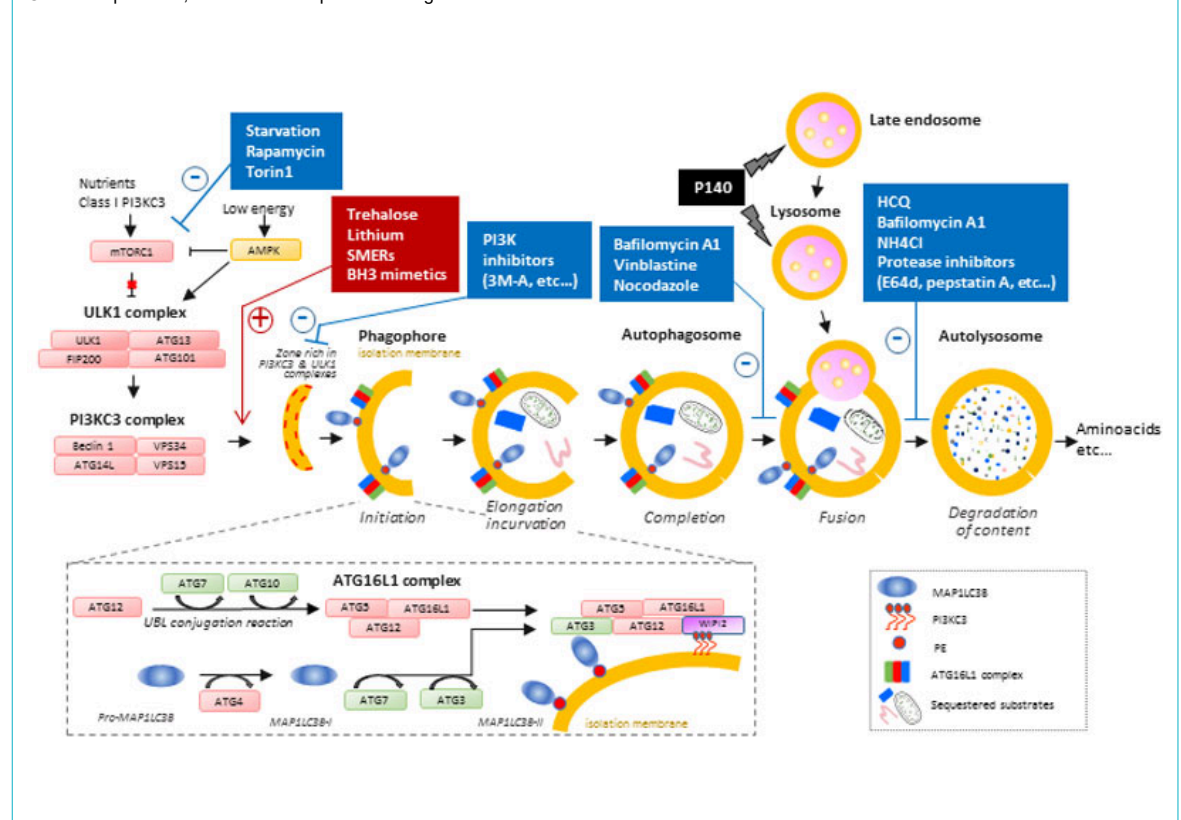 Starvation
Rapamycin
Torin1
Nutrients
Class I PI3KC3
Low energy
mTORC1
AMPK
ULK1 complex
ULK1
ATG13
FIP200
ATG101
PI3KC3 complex
Beclin 1
VPS34
ATG14L
VPS15
Trehalose
Lithium
SMERs
BH3 mimetics
+
−
PI3K
inhibitors
(3M-A, etc...)
Zone rich in
PI3KC3 & ULK1
complexes
Phagophore
isolation membrane
Bafilomycin A1
Vinblastine
Nocodazole
Autophagosome
−
P140
Late endosome
Lysosome
HCQ
Bafilomycin A1
NH4Cl
Protease inhibitors
(E64d, pepstatin A, etc...)
−
Autolysosome
Aminoacids
etc...
Initiation
Elongation
incurvation
Completion
Fusion
Degradation
of content
ATG16L1 complex
ATG12
ATG7
ATG10
UBL conjugation reaction
ATG5
ATG16L1
ATG12
ATG5
ATG16L1
ATG3
ATG12
WIPI2
Pro-MAP1LC3B
ATG4
MAP1LC3B-I
ATG7
ATG3
MAP1LC3B-II
isolation membrane
MAP1LC3B
PI3KC3
PE
ATG16L1 complex
Sequestered substrates